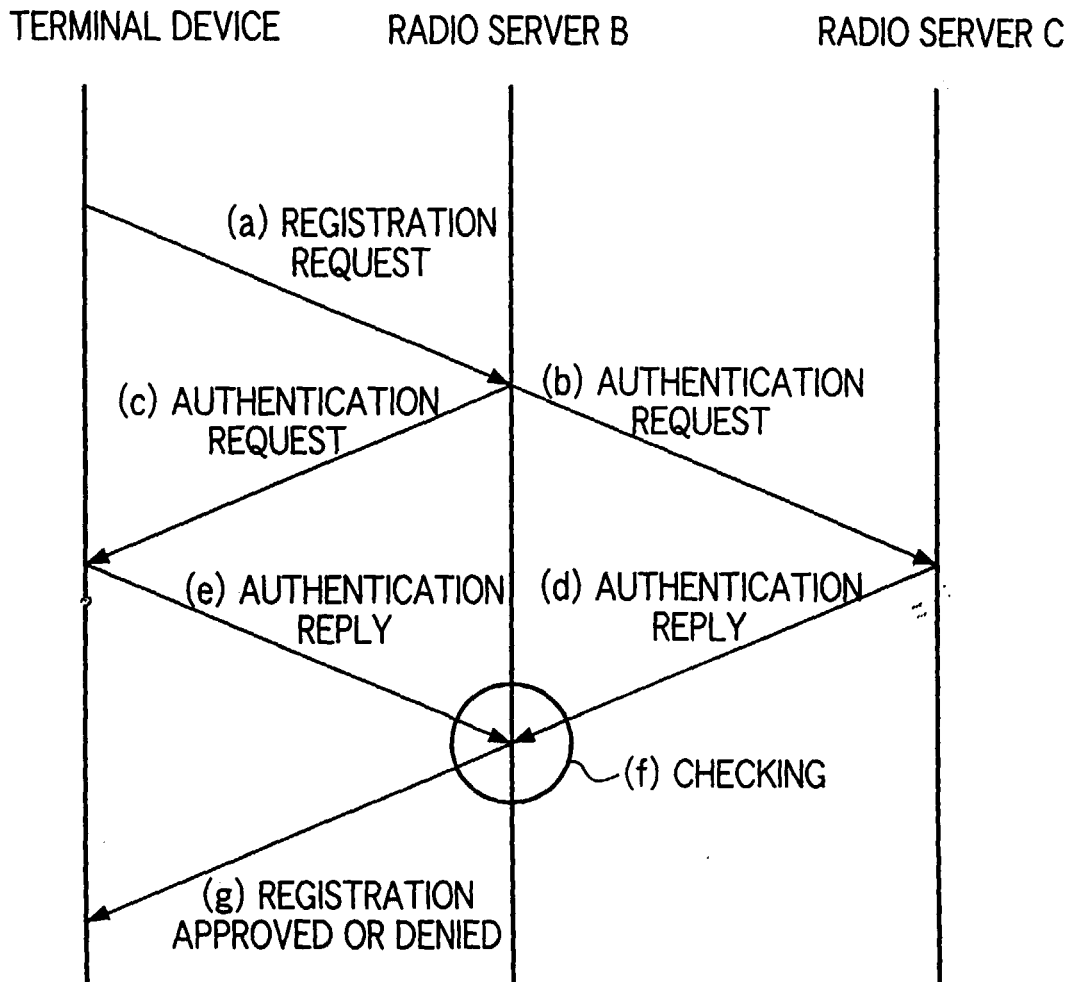 TERMINAL DEVICE
RADIO SERVER B
RADIO SERVER C
(a) REGISTRATION
REQUEST
(c) AUTHENTICATION
REQUEST
(b) AUTHENTICATION
REQUEST
(e) AUTHENTICATION
REPLY
(d) AUTHENTICATION
REPLY
(f) CHECKING
(g) REGISTRATION
APPROVED OR DENIED